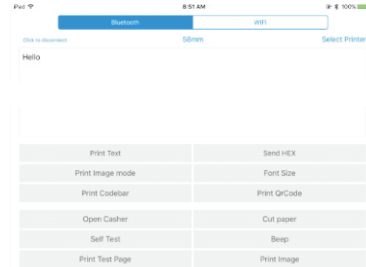 iPad 8:51 AM 100%
Bluetooth WIFI
Click to disconnect 58mm Select Printer
Hello
Print Text Send HEX
Print Image mode Font Size
Print Codebar Print QrCode
Open Casher Cut paper
Self Test Beep
Print Test Page Print Image